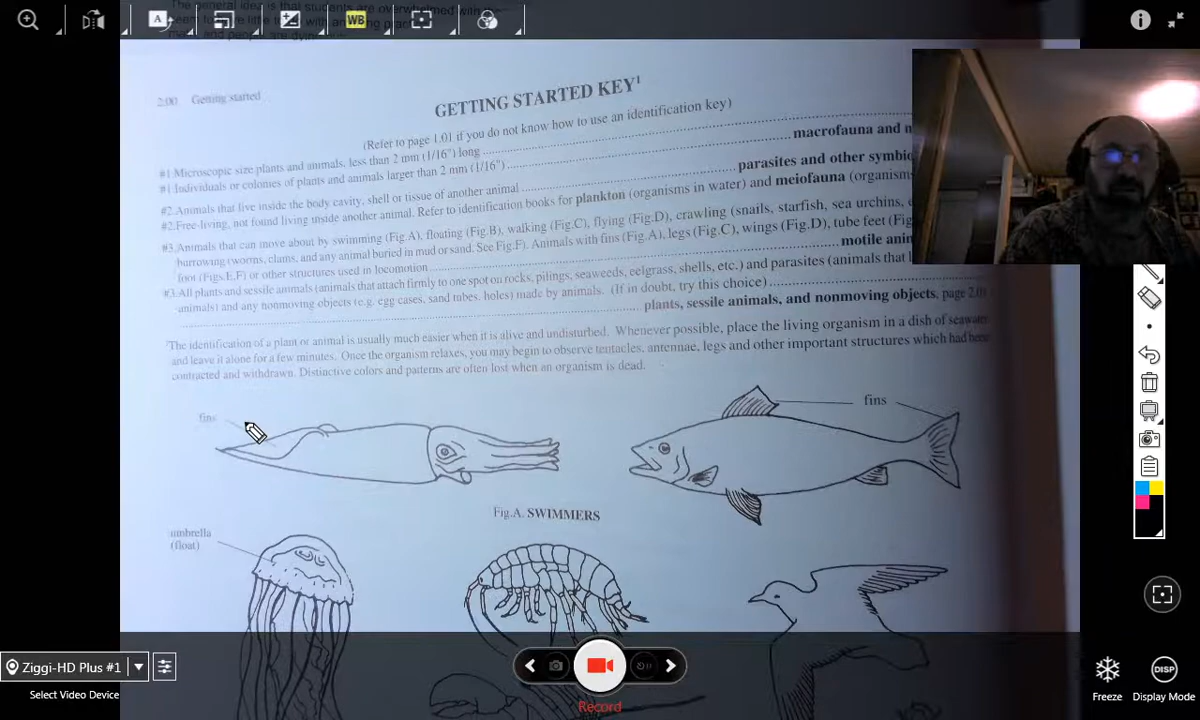 The general idea is that students are overwhelmed with the
A
WB
2.00 Getting started
GETTING STARTED KEY¹
(Refer to page 1.01 if you do not know how to use an identification key)
#1 Microscopic size plants and animals, less than 2 mm (1/16") long
#1 Individuals or colonies of plants and animals larger than 2 mm (1/16") macrofauna and
#2 Animals that live inside the body cavity, shell or tissue of another animal parasites and other
#2 Free-living, not found living inside another animal. Refer to identification books for plankton (organisms in water) and meiofauna (organisms
#3 Animals that can move about by swimming (Fig.A), floating (Fig.B), walking (Fig.C), flying (Fig.D), crawling (snails, starfish, sea urchins,
burrowing (worms, clams, and any animal buried in mud or sand. See Fig.F). Animals with fins (Fig.A), legs (Fig.C), wings (Fig.D), tube feet
foot (Figs.E,F) or other structures used in locomotion motile
#3 All plants and sessile animals (animals that attach firmly to one spot on rocks, pilings, seaweeds, eelgrass, shells, etc.) and parasites (animals that
animals) and any nonmoving objects (e.g. egg cases, sand tubes, holes) made by animals. (If in doubt, try this choice)
plants, sessile animals, and nonmoving objects, page 2.01
¹The identification of a plant or animal is usually much easier when it is alive and undisturbed. Whenever possible, place the living organism in a dish of seawater
and leave it alone for a few minutes. Once the organism relaxes, you may begin to observe tentacles, antennae, legs and other important structures which had been
contracted and withdrawn. Distinctive colors and patterns are often lost when an organism is dead.
fins
fins
Fig.A. SWIMMERS
umbrella
(float)
Ziggi-HD Plus #1
Select Video Device
Record
Freeze
DISP
Display Mode